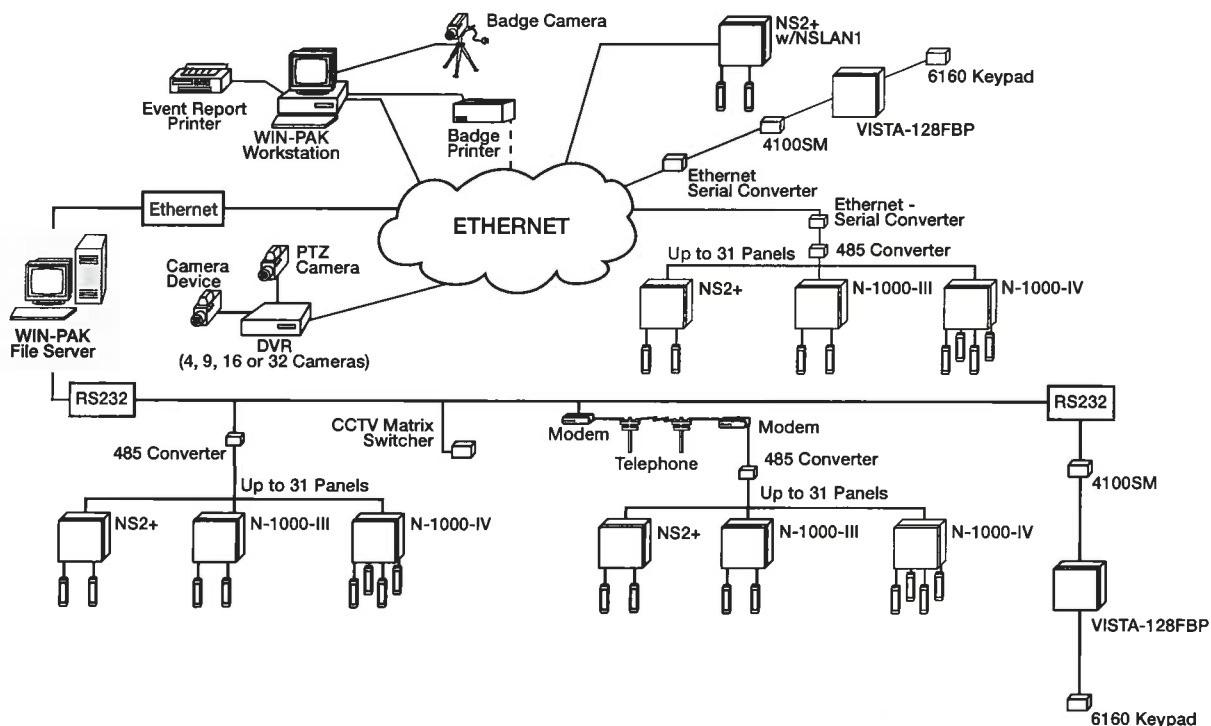 Badge Camera
NS2+
w/NSLAN1
6160 Keypad
Event Report
Printer
WIN-PAK
Workstation
Badge
Printer
VISTA-128FBP
4100SM
Ethernet
Serial Converter
Ethernet
ETHERNET
Ethernet -
Serial Converter
485 Converter
Up to 31 Panels
NS2+
N-1000-III
N-1000-IV
Camera
Device
PTZ
Camera
DVR
(4, 9, 16 or 32 Cameras)
WIN-PAK
File Server
RS232
RS232
485 Converter
CCTV Matrix
Switcher
Modem
Telephone
Modem
485 Converter
4100SM
Up to 31 Panels
NS2+
N-1000-III
N-1000-IV
Up to 31 Panels
NS2+
N-1000-III
N-1000-IV
VISTA-128FBP
6160 Keypad